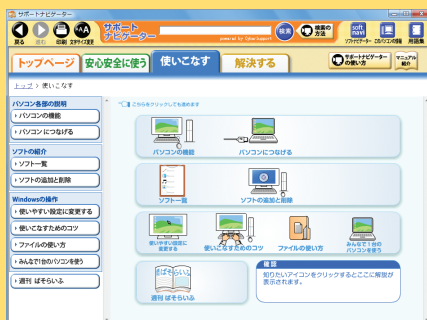 サポートナビゲーター
戻る 進む 印刷 文字サイズ変更
サポート
ナビゲーター
powered by CyberSupport
検索
検索の
方法
soft
navi
ソフトナビゲーター
用語集
トップページ
安心安全に使う
使いこなす
解決する
サポートナビゲーター
の使い方
マニュアル
紹介
トップ > 使いこなす
パソコン各部の説明
パソコンの機能
パソコンにつなげる
ソフトの紹介
ソフト一覧
ソフトの追加と削除
Windowsの操作
使いやすい設定に変更する
使いこなすためのコツ
ファイルの使い方
みんなで1台のパソコンを使う
週刊 ぱそらいふ
こちらをクリックしても進めます
パソコンの機能
パソコンにつなげる
ソフト一覧
ソフトの追加と削除
使いやすい設定に
変更する
使いこなすためのコツ
ファイルの使い方
みんなで1台の
パソコンを使う
ぱそらいふ
週刊 ぱそらいふ
知りたいアイコンをクリックするとここに解説が
表示されます。